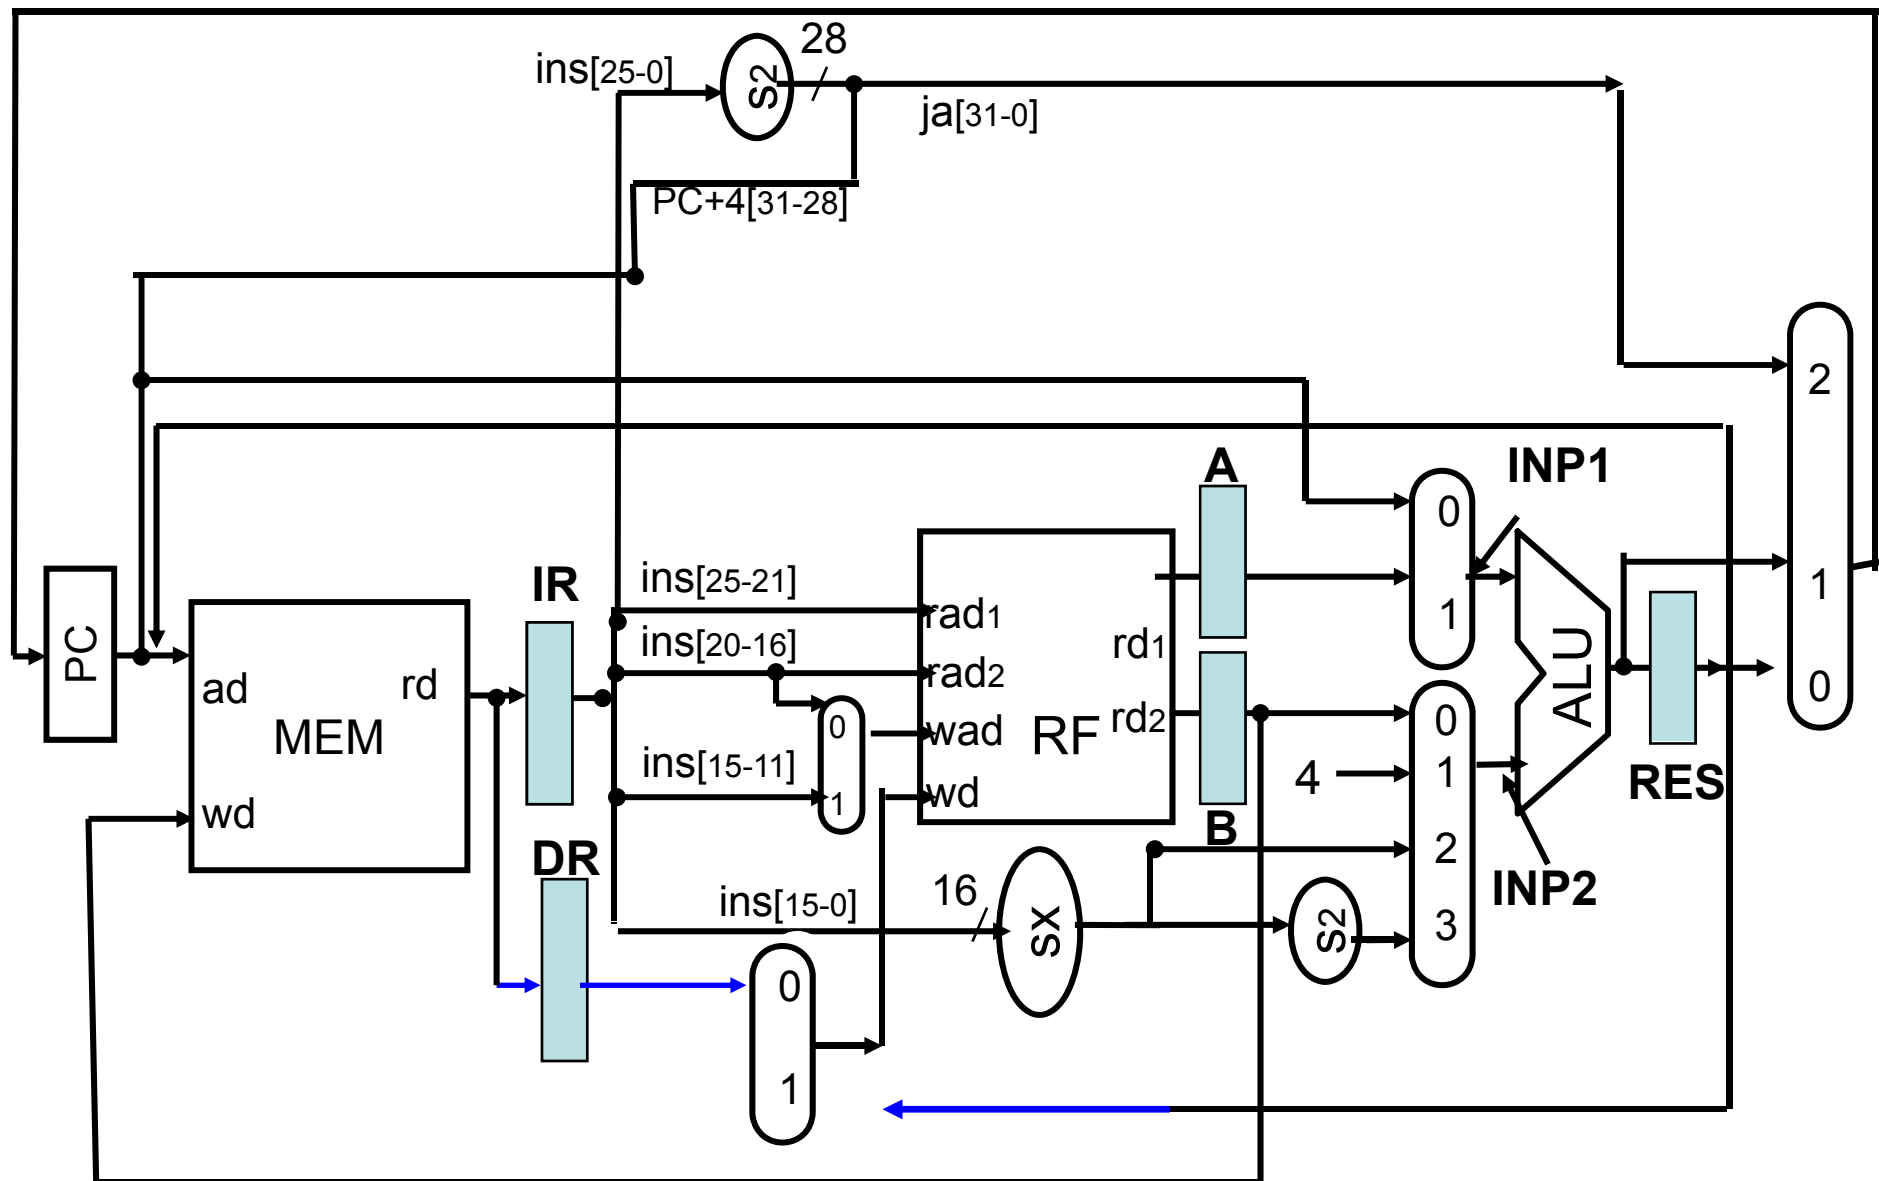 28
ins[25-0]
s2
ja[31-0]
PC+4[31-28]
2
1
0
A
INP1
0
1
PC
IR
ins[25-21]
rad1
rd1
ins[20-16]
rad2
rd2
ad
rd
MEM
wd
0
1
wad
RF
ins[15-11]
wd
B
4
0
1
2
3
ALU
RES
INP2
DR
ins[15-0]
16
sx
s2
0
1